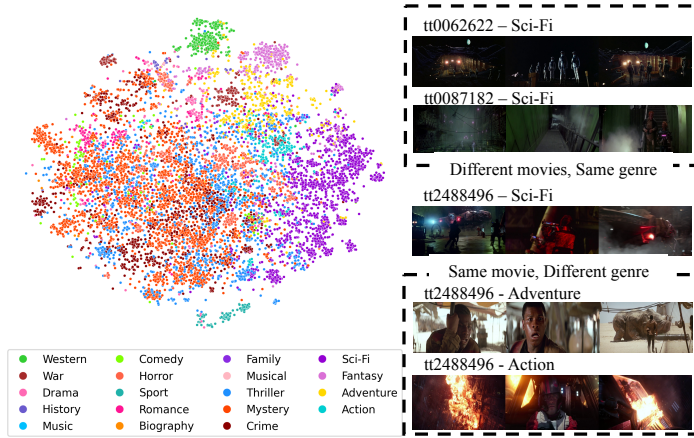 tt0062622 – Sci-Fi
tt0087182 – Sci-Fi
Different movies, Same genre
tt2488496 – Sci-Fi
Same movie, Different genre
tt2488496 - Adventure
tt2488496 - Action
Western
War
Drama
History
Music
Comedy
Horror
Sport
Romance
Biography
Family
Musical
Thriller
Mystery
Crime
Sci-Fi
Fantasy
Adventure
Action